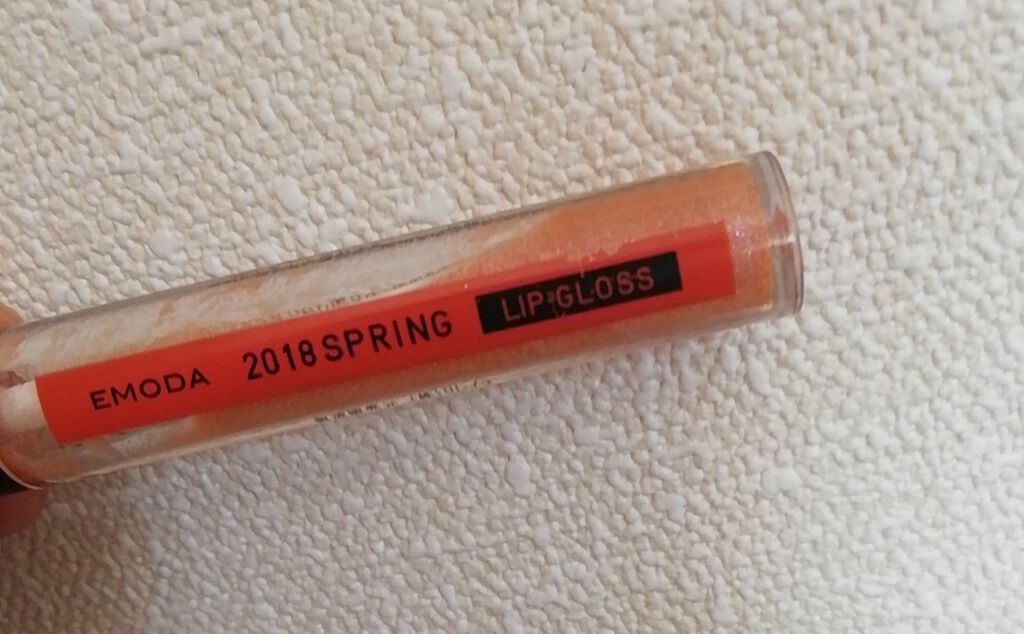 EMODA 2018 SPRING LIP GLOSS